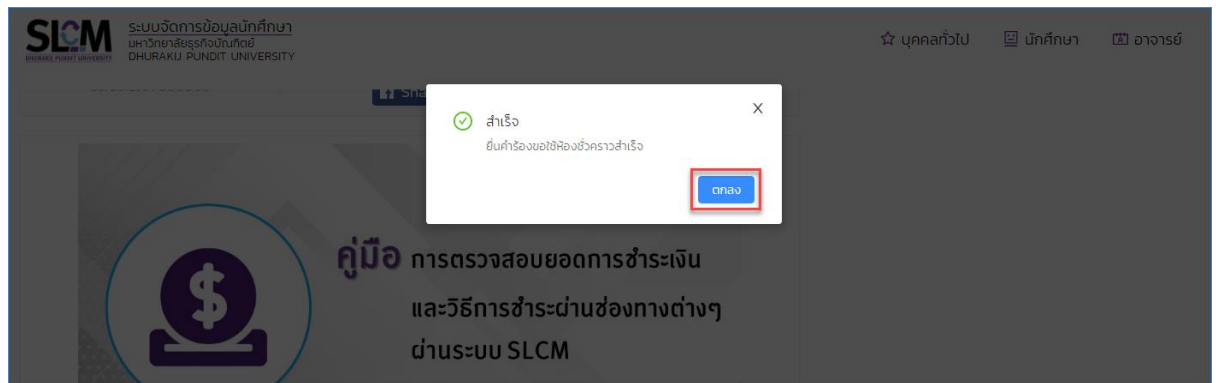 SLCM
DHURAKIJ PUNDIT UNIVERSITY
ระบบจัดการข้อมูลนักศึกษา
มหาวิทยาลัยธุรกิจบัณฑิตย์
DHURAKIJ PUNDIT UNIVERSITY
บุคคลทั่วไป
นักศึกษา
อาจารย์
สำเร็จ
X
ยื่นคำร้องขอใช้ห้องชั่วคราวสำเร็จ
ตกลง
คู่มือ การตรวจสอบยอดการชำระเงิน
และวิธีการชำระผ่านช่องทางต่างๆ
ผ่านระบบ SLCM